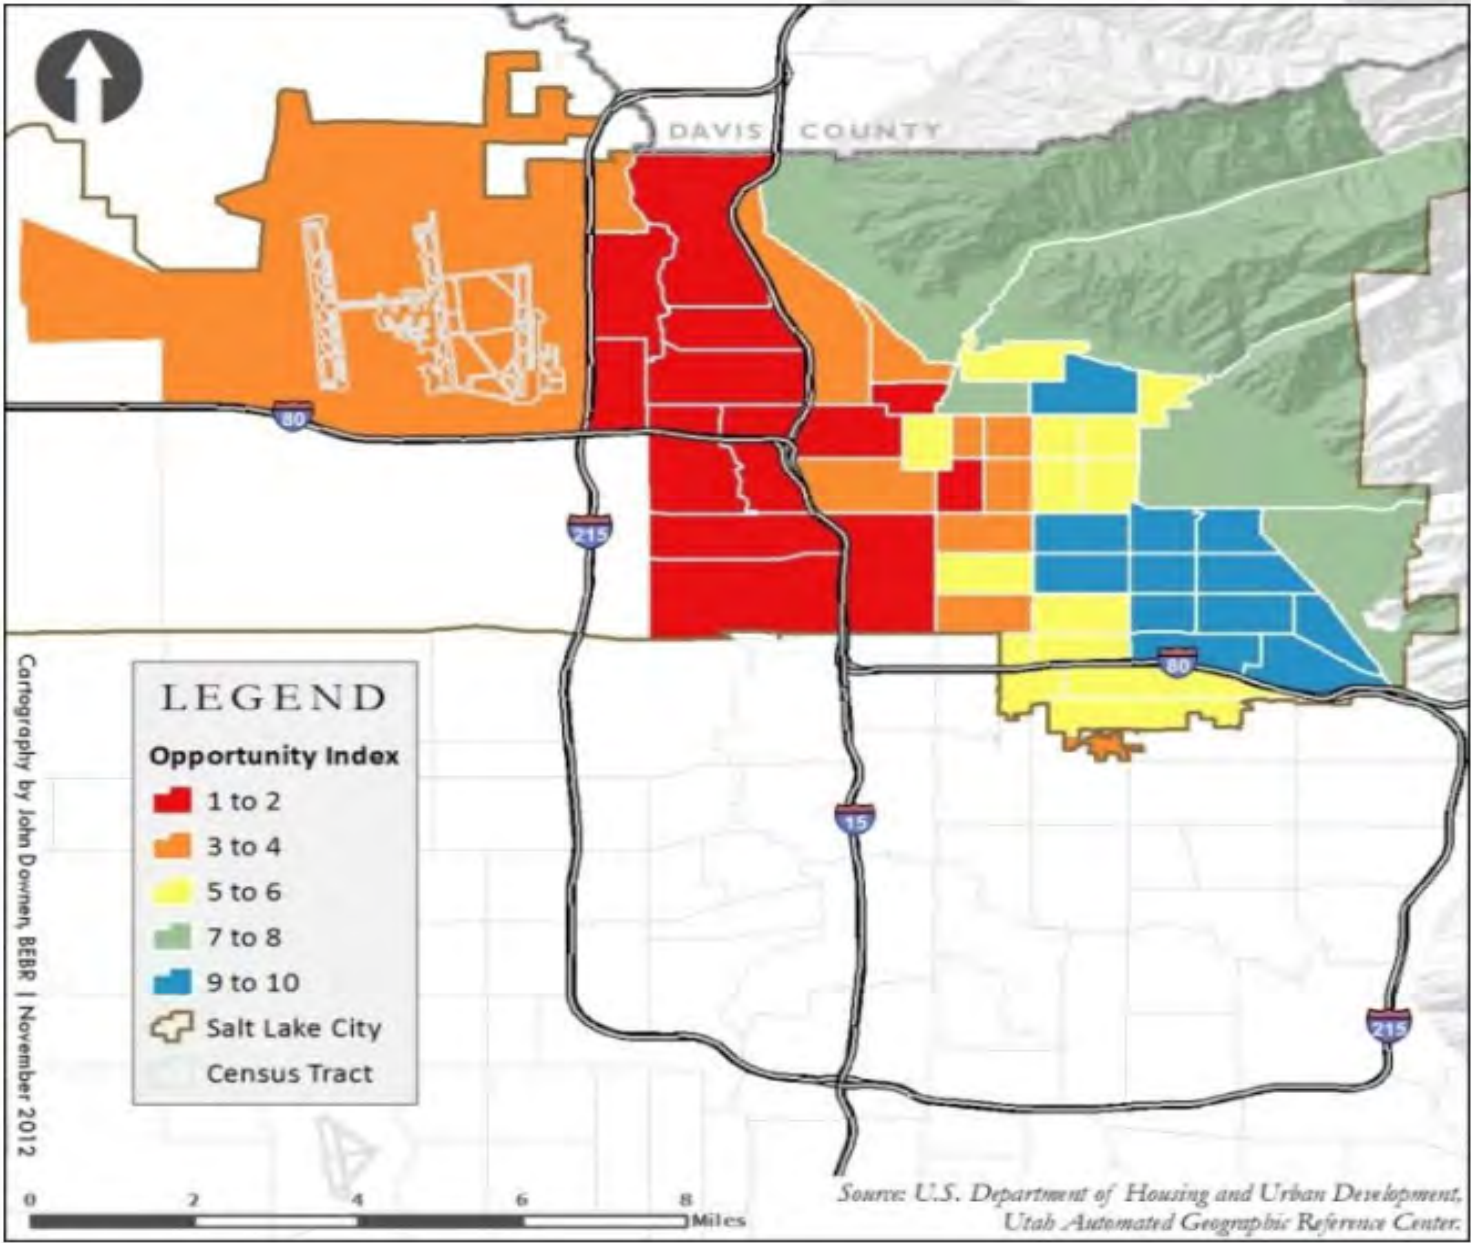 DAVIS COUNTY
80
215
80
15
215
LEGEND
Opportunity Index
1 to 2
3 to 4
5 to 6
7 to 8
9 to 10
Salt Lake City
Census Tract
Cartography by John Downen, BEBR | November 2012
0 2 4 6 8 Miles
Source: U.S. Department of Housing and Urban Development,
Utah Automated Geographic Reference Center.